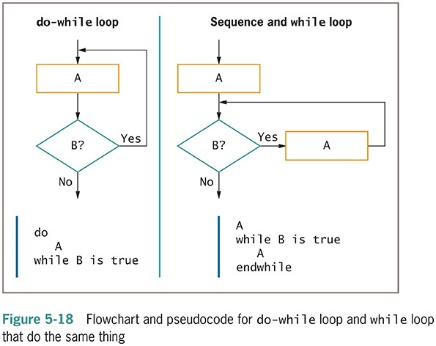 do-while loop
A
B?
Yes
No
do
A
while B is true
Sequence and while loop
A
B?
Yes
A
No
A
while B is true
A
endwhile
Figure 5-18 Flowchart and pseudocode for do-while loop and while loop
that do the same thing